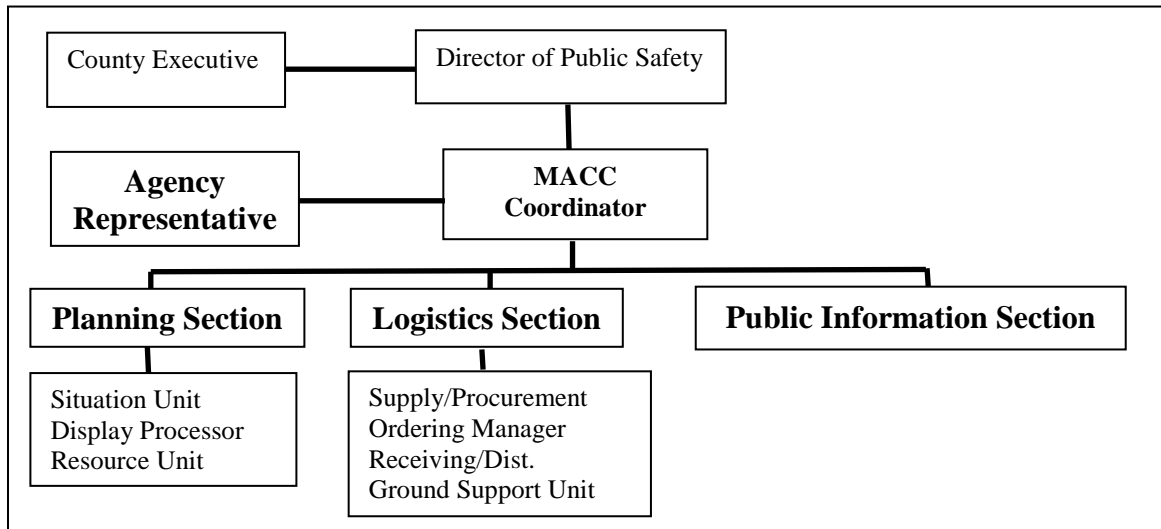 County Executive
Director of Public Safety
Agency
Representative
MACC
Coordinator
Planning Section
Logistics Section
Public Information Section
Situation Unit
Display Processor
Resource Unit
Supply/Procurement
Ordering Manager
Receiving/Dist.
Ground Support Unit